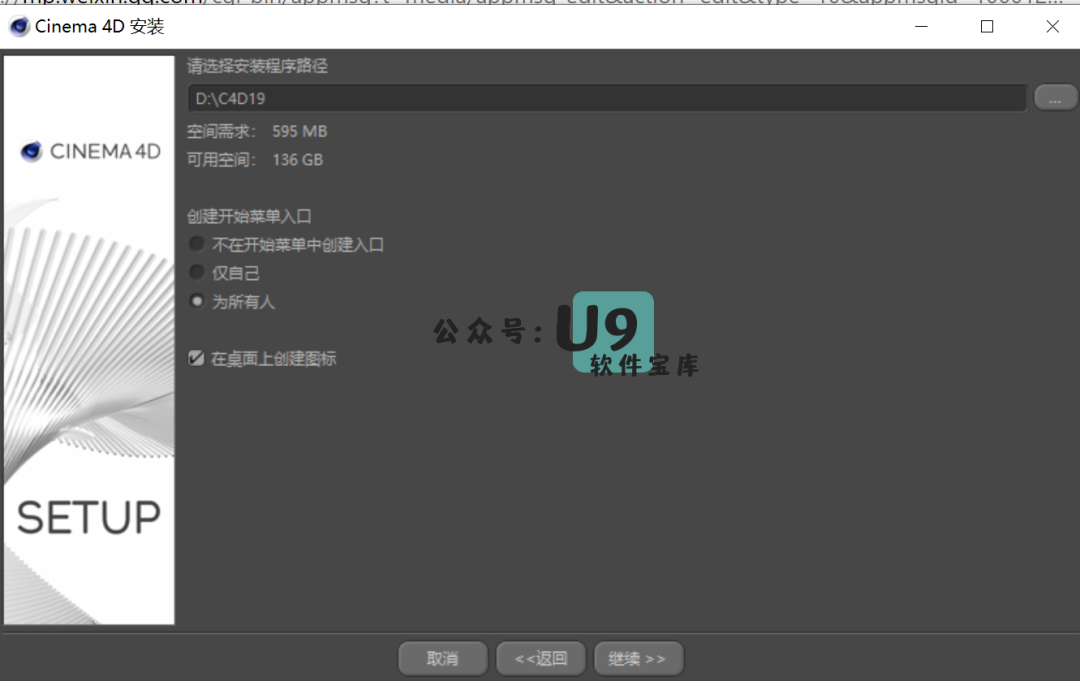 Cinema 4D 安装
请选择安装程序路径
D:\C4D19
...
空间需求： 595 MB
可用空间： 136 GB
CINEMA 4D
创建开始菜单入口
不在开始菜单中创建入口
仅自己
为所有人
公众号：U9
软件宝库
在桌面上创建图标
SETUP
取消
<<返回
继续 >>